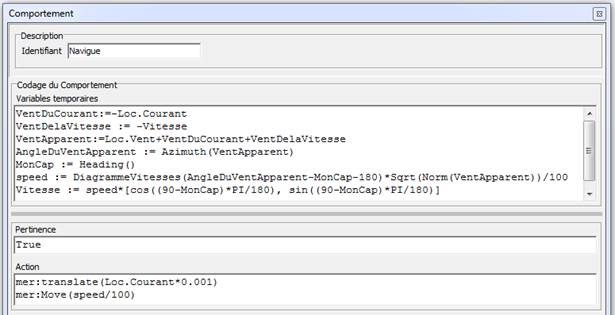 Comportement
Description
Identifiant Navigue
Codage du Comportement
Variables temporaires
VentDuCourant:=-Loc.Courant
VentDelaVitesse := -Vitesse
VentApparent:=Loc.Vent+VentDuCourant+VentDelaVitesse
AngleDuVentApparent := Azimuth(VentApparent)
MonCap := Heading()
speed := DiagrammeVitesses(AngleDuVentApparent-MonCap-180)*Sqrt(Norm(VentApparent))/100
Vitesse := speed*[cos((90-MonCap)*PI/180), sin((90-MonCap)*PI/180)]
Pertinence
True
Action
mer:translate(Loc.Courant*0.001)
mer:Move(speed/100)